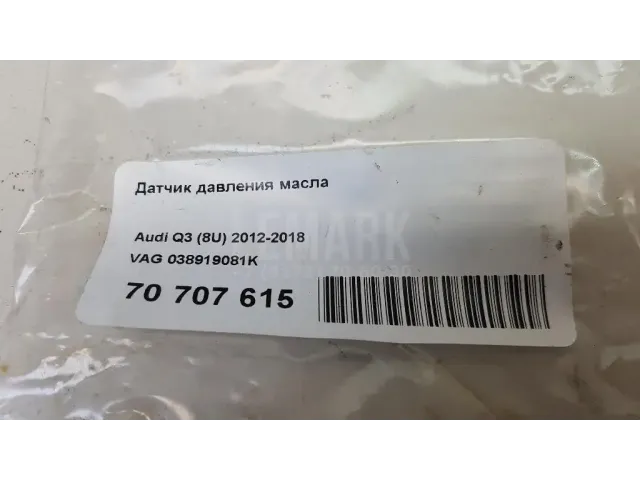 Датчик давления масла
Audi Q3 (8U) 2012-2018
VAG 038919081K
70 707 615